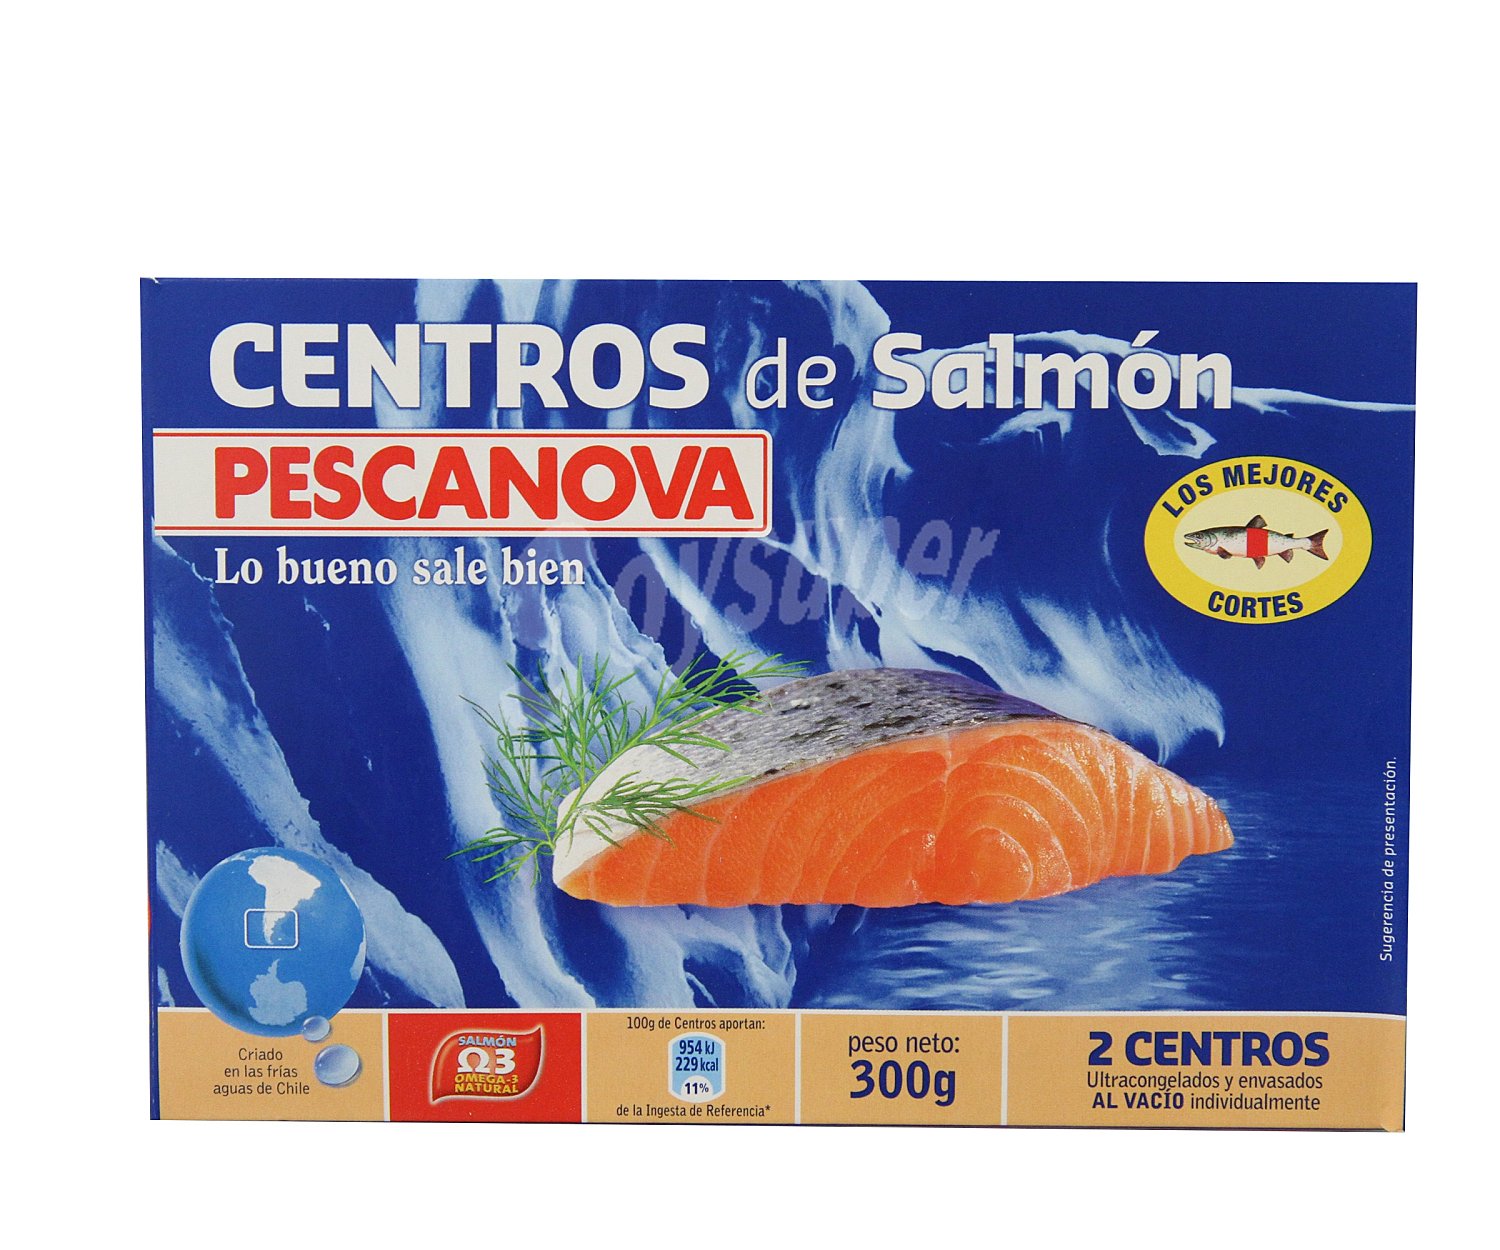 CENTROS de Salmón
PESCANOVA
Lo bueno sale bien
LOS MEJORES
CORTES
Soysuper
Sugerencia de presentación.
Criado
en las frías
aguas de Chile
SALMÓN
Ω3
OMEGA-3
NATURAL
100g de Centros aportan:
954 kJ
229 kcal
11%
de la Ingesta de Referencia*
peso neto:
300g
2 CENTROS
Ultracongelados y envasados
AL VACÍO individualmente